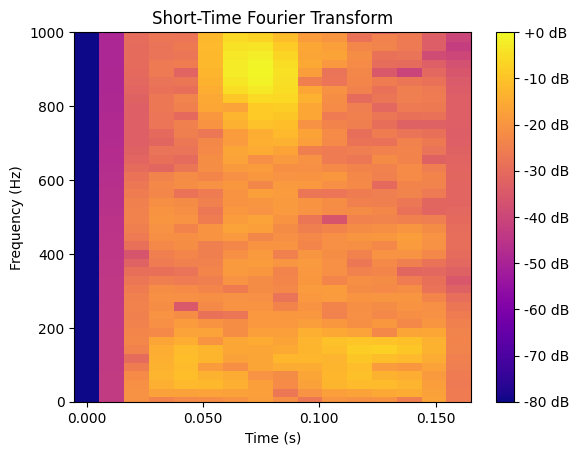 Short-Time Fourier Transform
1000
800
600
400
200
0
Frequency (Hz)
0.000
0.050
0.100
0.150
Time (s)
+0 dB
-10 dB
-20 dB
-30 dB
-40 dB
-50 dB
-60 dB
-70 dB
-80 dB